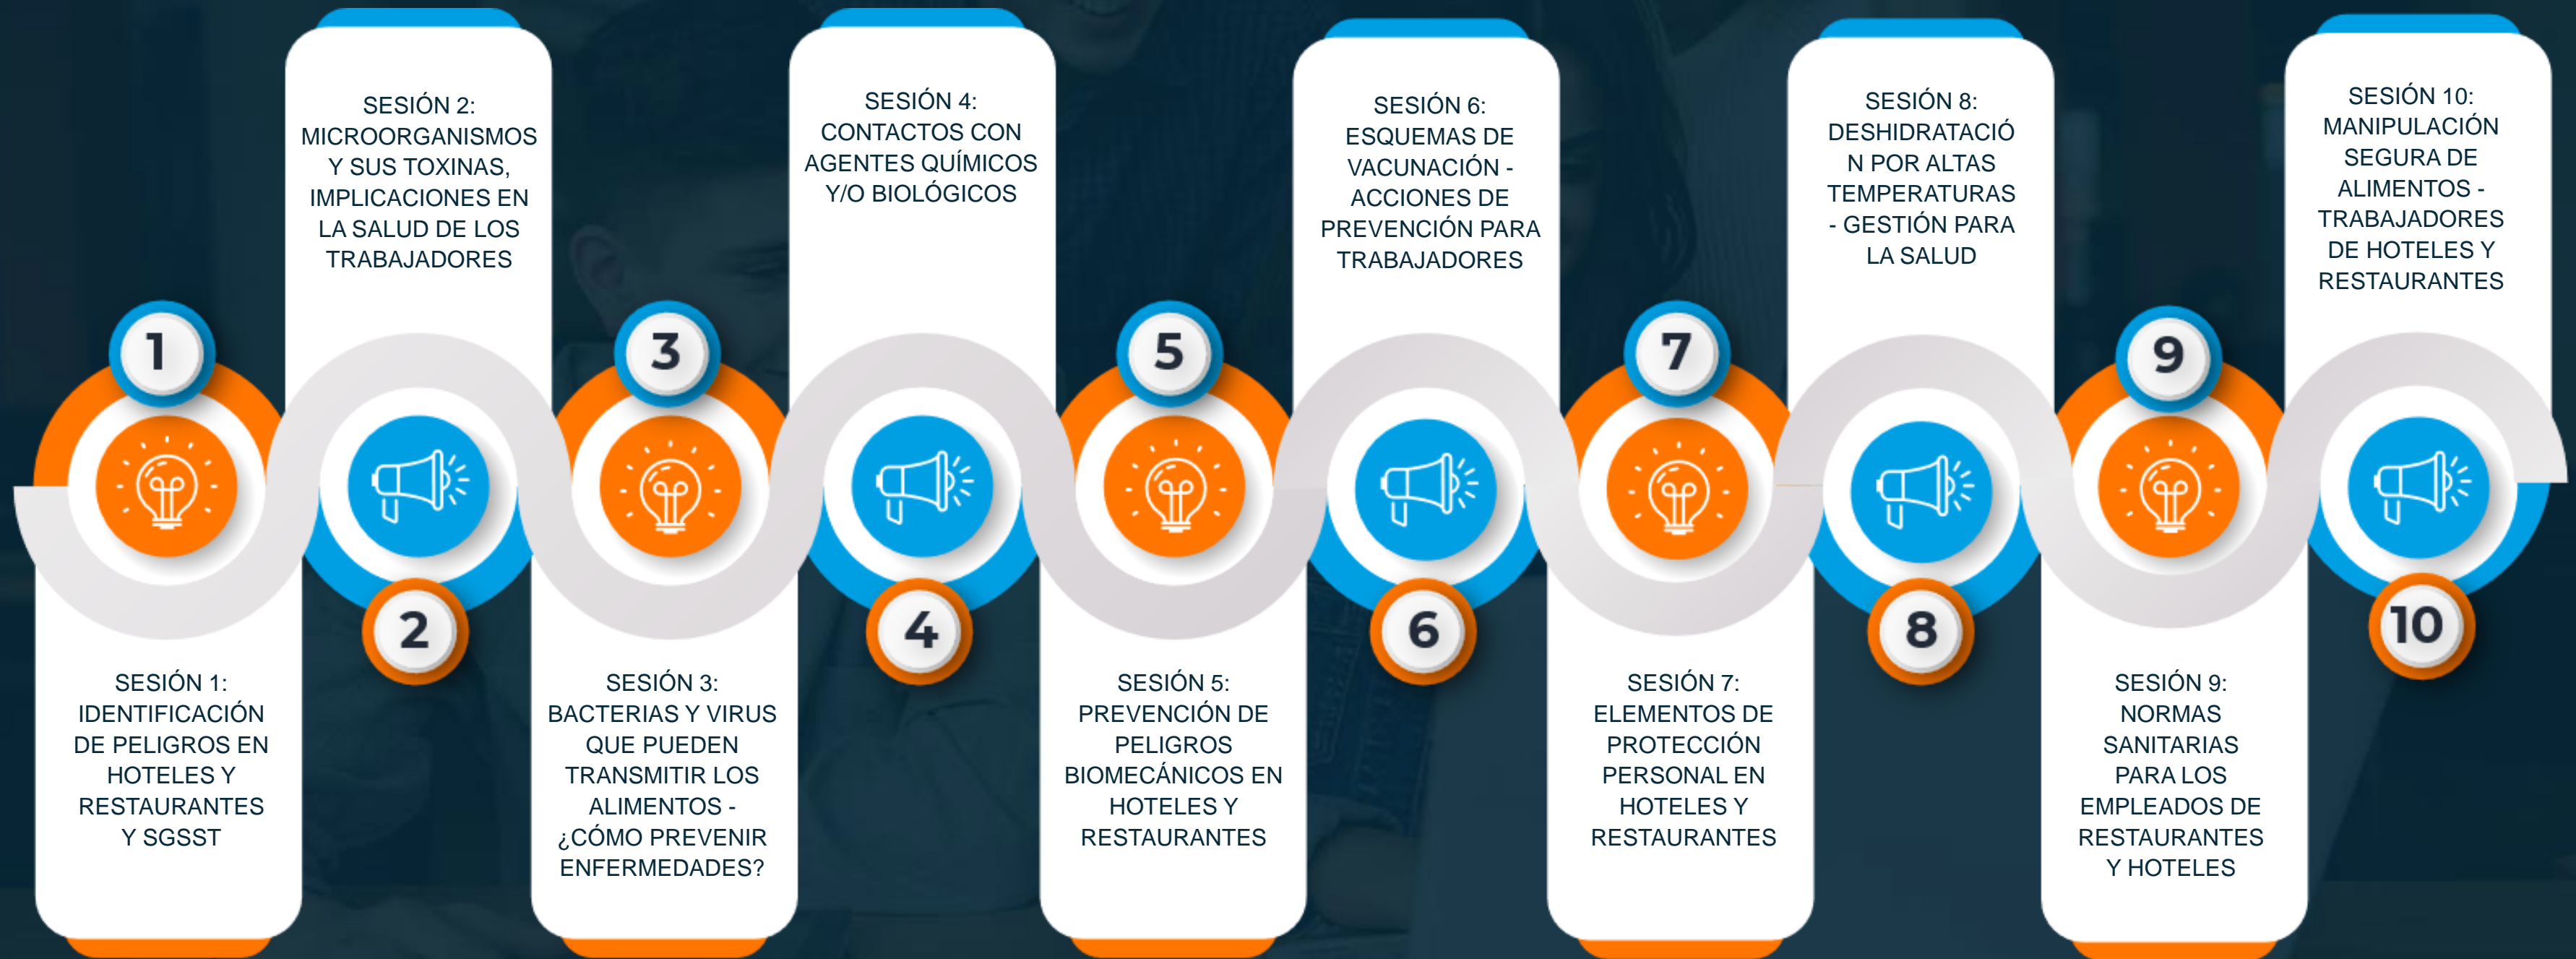 1
SESIÓN 1:
IDENTIFICACIÓN
DE PELIGROS EN
HOTELES Y
RESTAURANTES
Y SGSST
SESIÓN 2:
MICROORGANISMOS
Y SUS TOXINAS,
IMPLICACIONES EN
LA SALUD DE LOS
TRABAJADORES
2
3
SESIÓN 3:
BACTERIAS Y VIRUS
QUE PUEDEN
TRANSMITIR LOS
ALIMENTOS -
¿CÓMO PREVENIR
ENFERMEDADES?
SESIÓN 4:
CONTACTOS CON
AGENTES QUÍMICOS
Y/O BIOLÓGICOS
4
5
SESIÓN 5:
PREVENCIÓN DE
PELIGROS
BIOMECÁNICOS EN
HOTELES Y
RESTAURANTES
SESIÓN 6:
ESQUEMAS DE
VACUNACIÓN -
ACCIONES DE
PREVENCIÓN PARA
TRABAJADORES
6
7
SESIÓN 7:
ELEMENTOS DE
PROTECCIÓN
PERSONAL EN
HOTELES Y
RESTAURANTES
SESIÓN 8:
DESHIDRATACIÓ
N POR ALTAS
TEMPERATURAS
- GESTIÓN PARA
LA SALUD
8
9
SESIÓN 9:
NORMAS
SANITARIAS
PARA LOS
EMPLEADOS DE
RESTAURANTES
Y HOTELES
SESIÓN 10:
MANIPULACIÓN
SEGURA DE
ALIMENTOS -
TRABAJADORES
DE HOTELES Y
RESTAURANTES
10